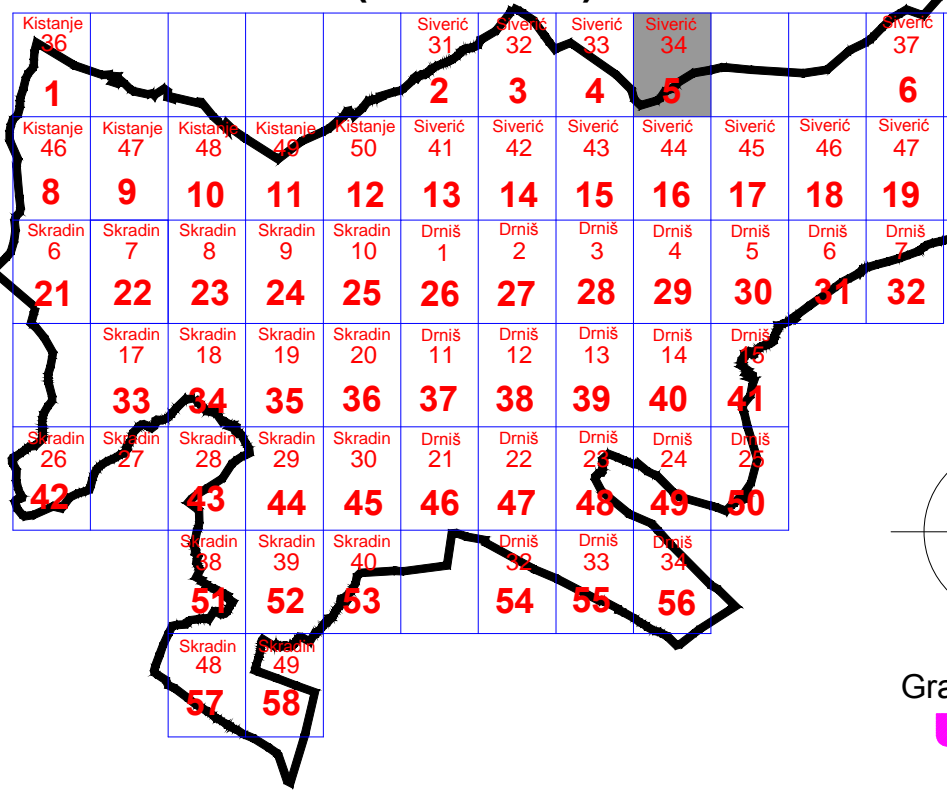 Kistanje Siverić Siverić Siverić Siverić Siverić
36 31 32 33 34 37
1 2 3 4 5 6
Kistanje Kistanje Kistanje Kistanje Kistanje Siverić Siverić Siverić Siverić Siverić Siverić Siverić
46 47 48 49 50 41 42 43 44 45 46 47
8 9 10 11 12 13 14 15 16 17 18 19
Skradin Skradin Skradin Skradin Skradin Drniš Drniš Drniš Drniš Drniš Drniš Drniš
6 7 8 9 10 1 2 3 4 5 6 7
21 22 23 24 25 26 27 28 29 30 31 32
Skradin Skradin Skradin Skradin Drniš Drniš Drniš Drniš Drniš
17 18 19 20 11 12 13 14 15
33 34 35 36 37 38 39 40 41
Skradin Skradin Skradin Skradin Skradin Drniš Drniš Drniš Drniš Drniš
26 27 28 29 30 21 22 23 24 25
42 43 44 45 46 47 48 49 50
Skradin Skradin Skradin Drniš Drniš Drniš
38 39 40 32 33 34
51 52 53 54 55 56
Skradin Skradin
48 49
57 58
Gra